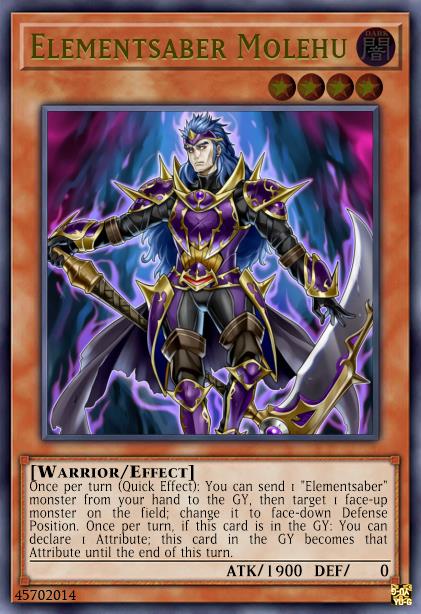 Elementsaber Molehu
DARK
闇
[Warrior/Effect]
Once per turn (Quick Effect): You can send 1 "Elementsaber"
monster from your hand to the GY, then target 1 face-up
monster on the field; change it to face-down Defense
Position. Once per turn, if this card is in the GY: You can
declare 1 Attribute; this card in the GY becomes that
Attribute until the end of this turn.
ATK/1900 DEF/ 0
45702014